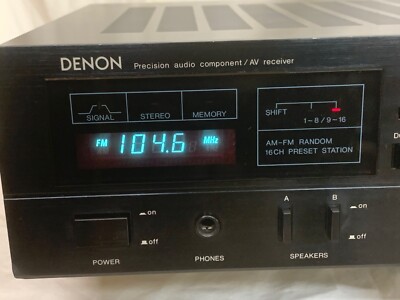 DENON Precision audio component/AV receiver
SIGNAL STEREO MEMORY
SHIFT
1~8/9~16
FM 104.6 MHz
AM-FM RANDOM
16CH PRESET STATION
A B
on on
off off
POWER PHONES SPEAKERS